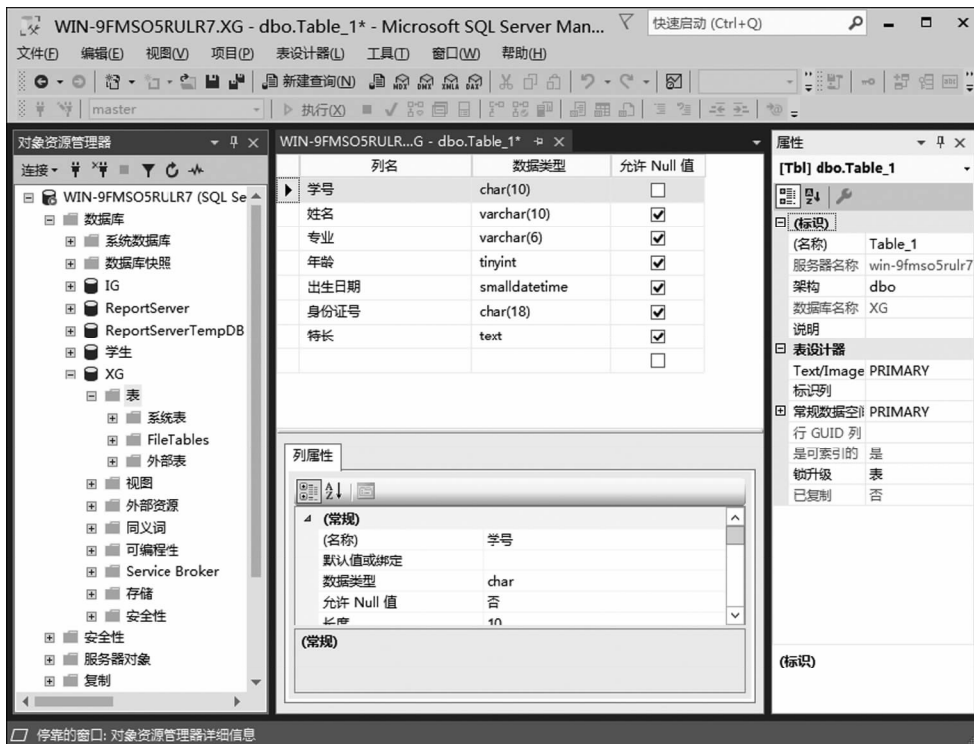 WIN-9FMSO5RULR7.XG - dbo.Table_1* - Microsoft SQL Server Man...
快速启动 (Ctrl+Q)
文件(F) 编辑(E) 视图(V) 项目(P) 表设计器(L) 工具(T) 窗口(W) 帮助(H)
新建查询(N)
master
执行(X)
对象资源管理器
连接
WIN-9FMSO5RULR7 (SQL Se
数据库
系统数据库
数据库快照
IG
ReportServer
ReportServerTempDB
学生
XG
表
系统表
FileTables
外部表
视图
外部资源
同义词
可编程性
Service Broker
存储
安全性
安全性
服务器对象
复制
WIN-9FMSO5RULR...G - dbo.Table_1*
列名 数据类型 允许 Null 值
学号 char(10)
姓名 varchar(10)
专业 varchar(6)
年龄 tinyint
出生日期 smalldatetime
身份证号 char(18)
特长 text
列属性
(常规)
(名称) 学号
默认值或绑定
数据类型 char
允许 Null 值 否
长度 10
(常规)
属性
[Tbl] dbo.Table_1
(标识)
(名称) Table_1
服务器名称 win-9fmso5rulr7
架构 dbo
数据库名称 XG
说明
表设计器
Text/Image PRIMARY
标识列
常规数据空间 PRIMARY
行 GUID 列
是可索引的 是
锁升级 表
已复制 否
(标识)
停靠的窗口: 对象资源管理器详细信息